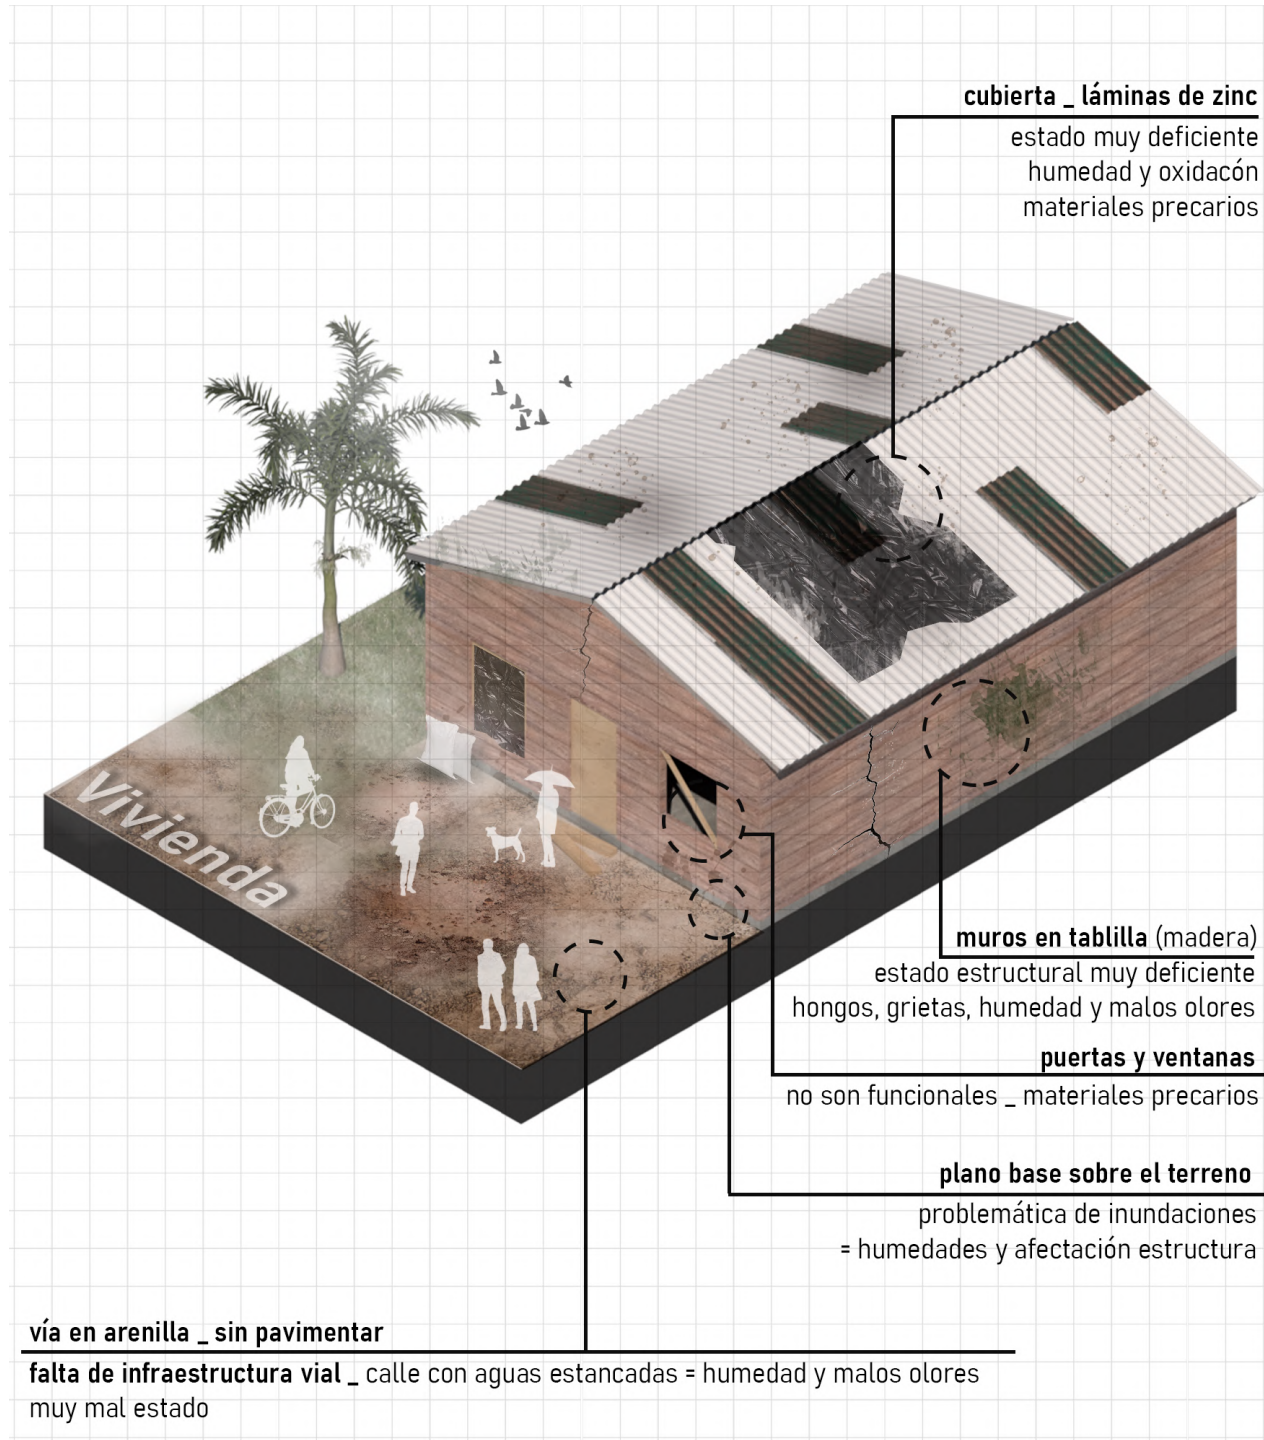 cubierta _ láminas de zinc
estado muy deficiente
humedad y oxidacón
materiales precarios
Vivienda
muros en tablilla (madera)
estado estructural muy deficiente
hongos, grietas, humedad y malos olores
puertas y ventanas
no son funcionales _ materiales precarios
plano base sobre el terreno
problemática de inundaciones
= humedades y afectación estructura
vía en arenilla _ sin pavimentar
falta de infraestructura vial _ calle con aguas estancadas = humedad y malos olores
muy mal estado